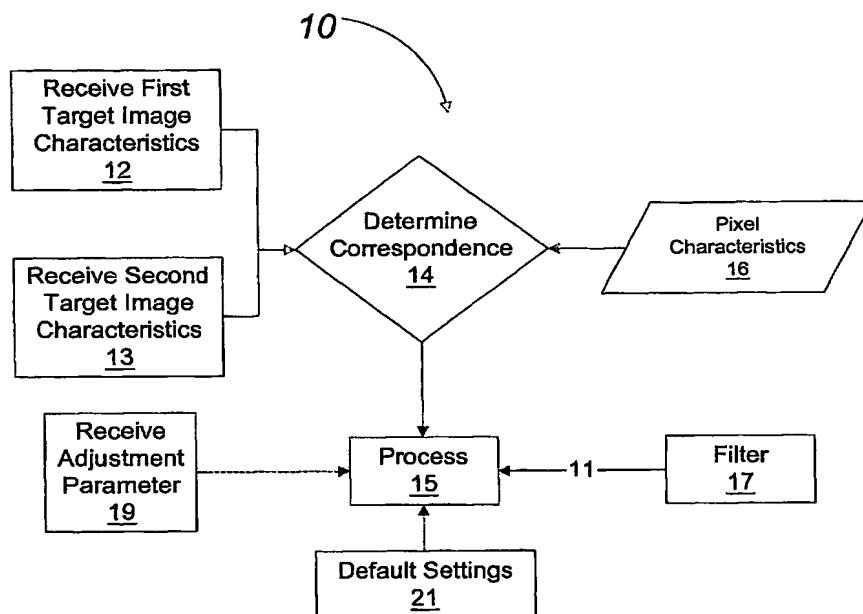 10
Receive First
Target Image
Characteristics
12
Determine
Correspondence
14
Pixel
Characteristics
16
Receive Second
Target Image
Characteristics
13
Receive
Adjustment
Parameter
19
Process
15
11
Filter
17
Default Settings
21